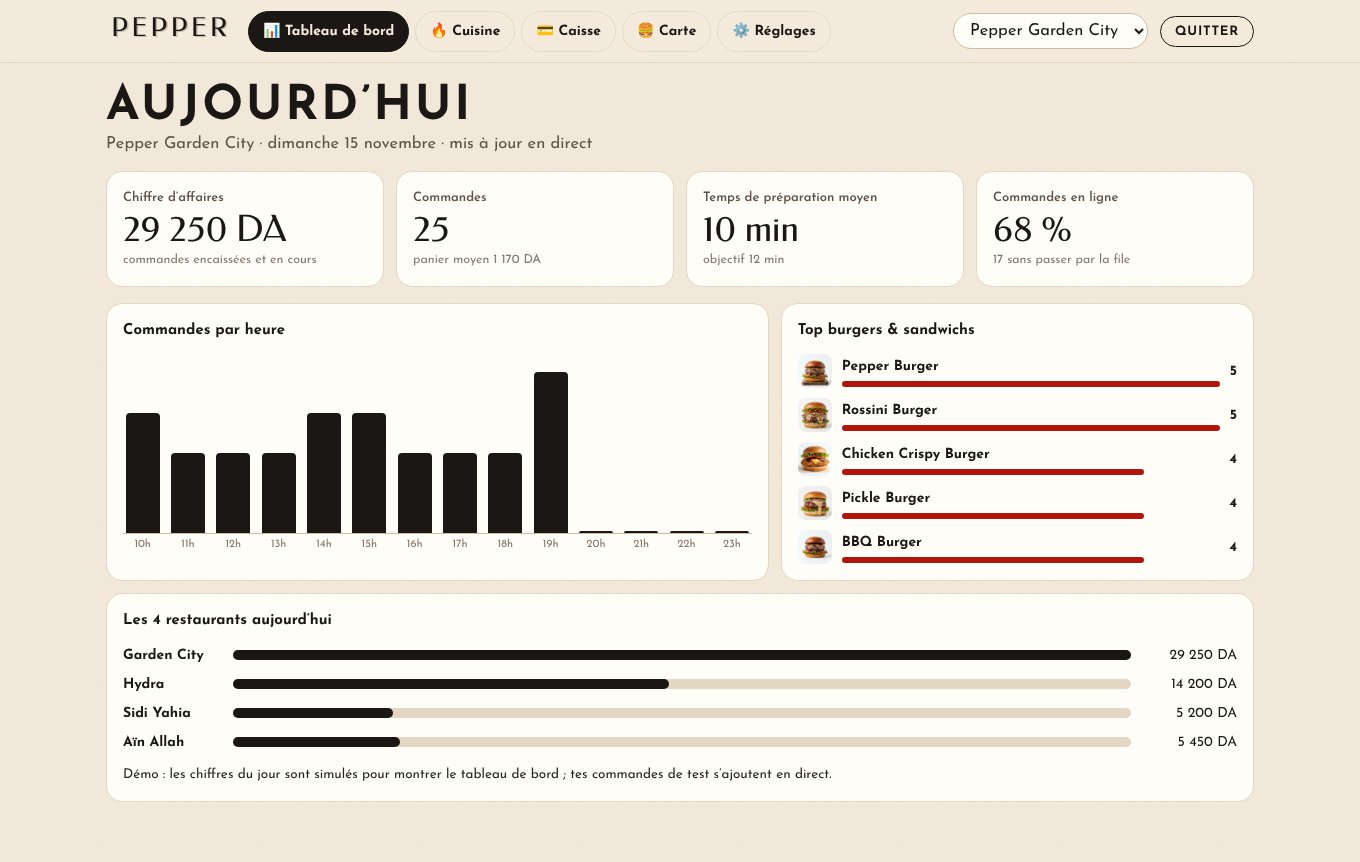 PEPPER
📊 Tableau de bord
🔥 Cuisine
💳 Caisse
🍔 Carte
⚙️ Réglages
Pepper Garden City
QUITTER
AUJOURD’HUI
Pepper Garden City · dimanche 15 novembre · mis à jour en direct
Chiffre d’affaires
29 250 DA
commandes encaissées et en cours
Commandes
25
panier moyen 1 170 DA
Temps de préparation moyen
10 min
objectif 12 min
Commandes en ligne
68 %
17 sans passer par la file
Commandes par heure
10h 11h 12h 13h 14h 15h 16h 17h 18h 19h 20h 21h 22h 23h
Top burgers & sandwichs
Pepper Burger 5
Rossini Burger 5
Chicken Crispy Burger 4
Pickle Burger 4
BBQ Burger 4
Les 4 restaurants aujourd’hui
Garden City 29 250 DA
Hydra 14 200 DA
Sidi Yahia 5 200 DA
Aïn Allah 5 450 DA
Démo : les chiffres du jour sont simulés pour montrer le tableau de bord ; tes commandes de test s’ajoutent en direct.